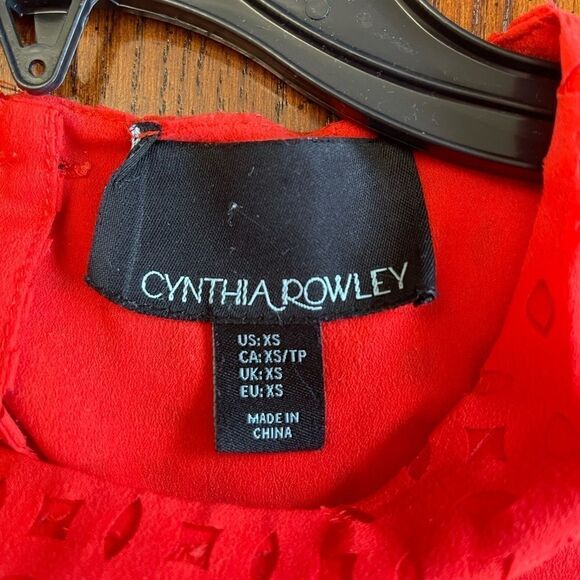 CYNTHIA ROWLEY
US: XS
CA: XS/TP
UK: XS
EU: XS
MADE IN
CHINA